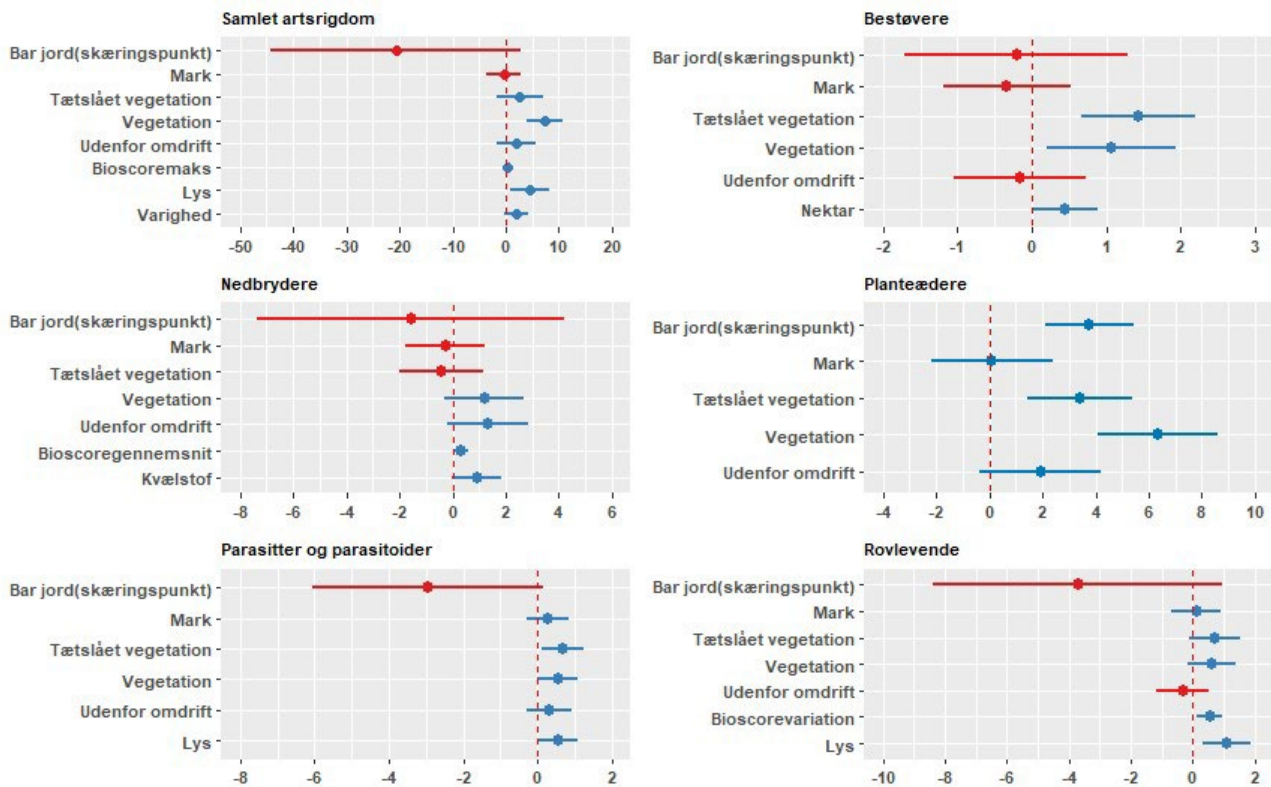 Samlet artsrigdom
Bar jord(skæringspunkt)
Mark
Tætslået vegetation
Vegetation
Udenfor omdrift
Bioscoremaks
Lys
Varighed
-50 -40 -30 -20 -10 0 10 20
Bestøvere
Bar jord(skæringspunkt)
Mark
Tætslået vegetation
Vegetation
Udenfor omdrift
Nektar
-2 -1 0 1 2 3
Nedbrydere
Bar jord(skæringspunkt)
Mark
Tætslået vegetation
Vegetation
Udenfor omdrift
Bioscoregennemsnit
Kvælstof
-8 -6 -4 -2 0 2 4 6
Planteædere
Bar jord(skæringspunkt)
Mark
Tætslået vegetation
Vegetation
Udenfor omdrift
-4 -2 0 2 4 6 8 10
Parasitter og parasitoider
Bar jord(skæringspunkt)
Mark
Tætslået vegetation
Vegetation
Udenfor omdrift
Lys
-8 -6 -4 -2 0 2
Rovlevende
Bar jord(skæringspunkt)
Mark
Tætslået vegetation
Vegetation
Udenfor omdrift
Bioscorevariation
Lys
-10 -8 -6 -4 -2 0 2